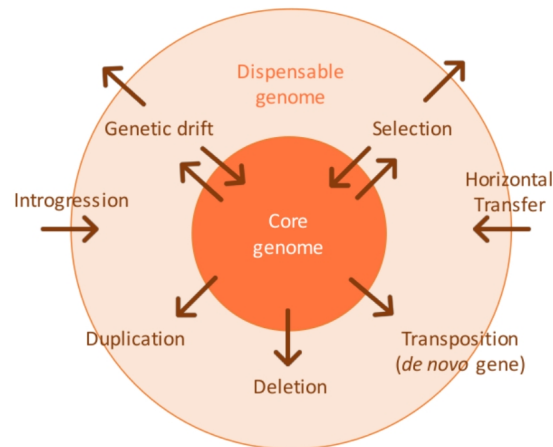 Dispensable
genome
Genetic drift
Selection
Introgression
Horizontal
Transfer
Core
genome
Duplication
Transposition
(de novo gene)
Deletion